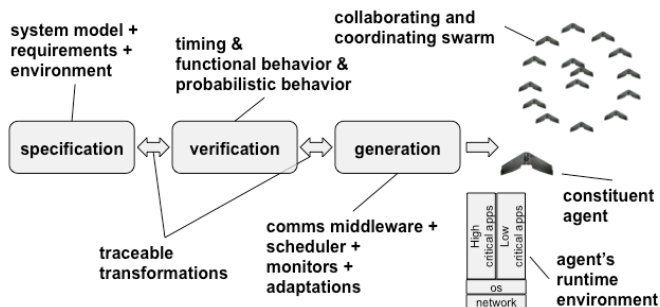 system model +
requirements +
environment
timing &
functional behavior &
probabilistic behavior
collaborating and
coordinating swarm
specification
verification
generation
traceable
transformations
comms middleware +
scheduler +
monitors +
adaptations
constituent
agent
High
critical apps
Low
critical apps
os
network
agent's
runtime
environment